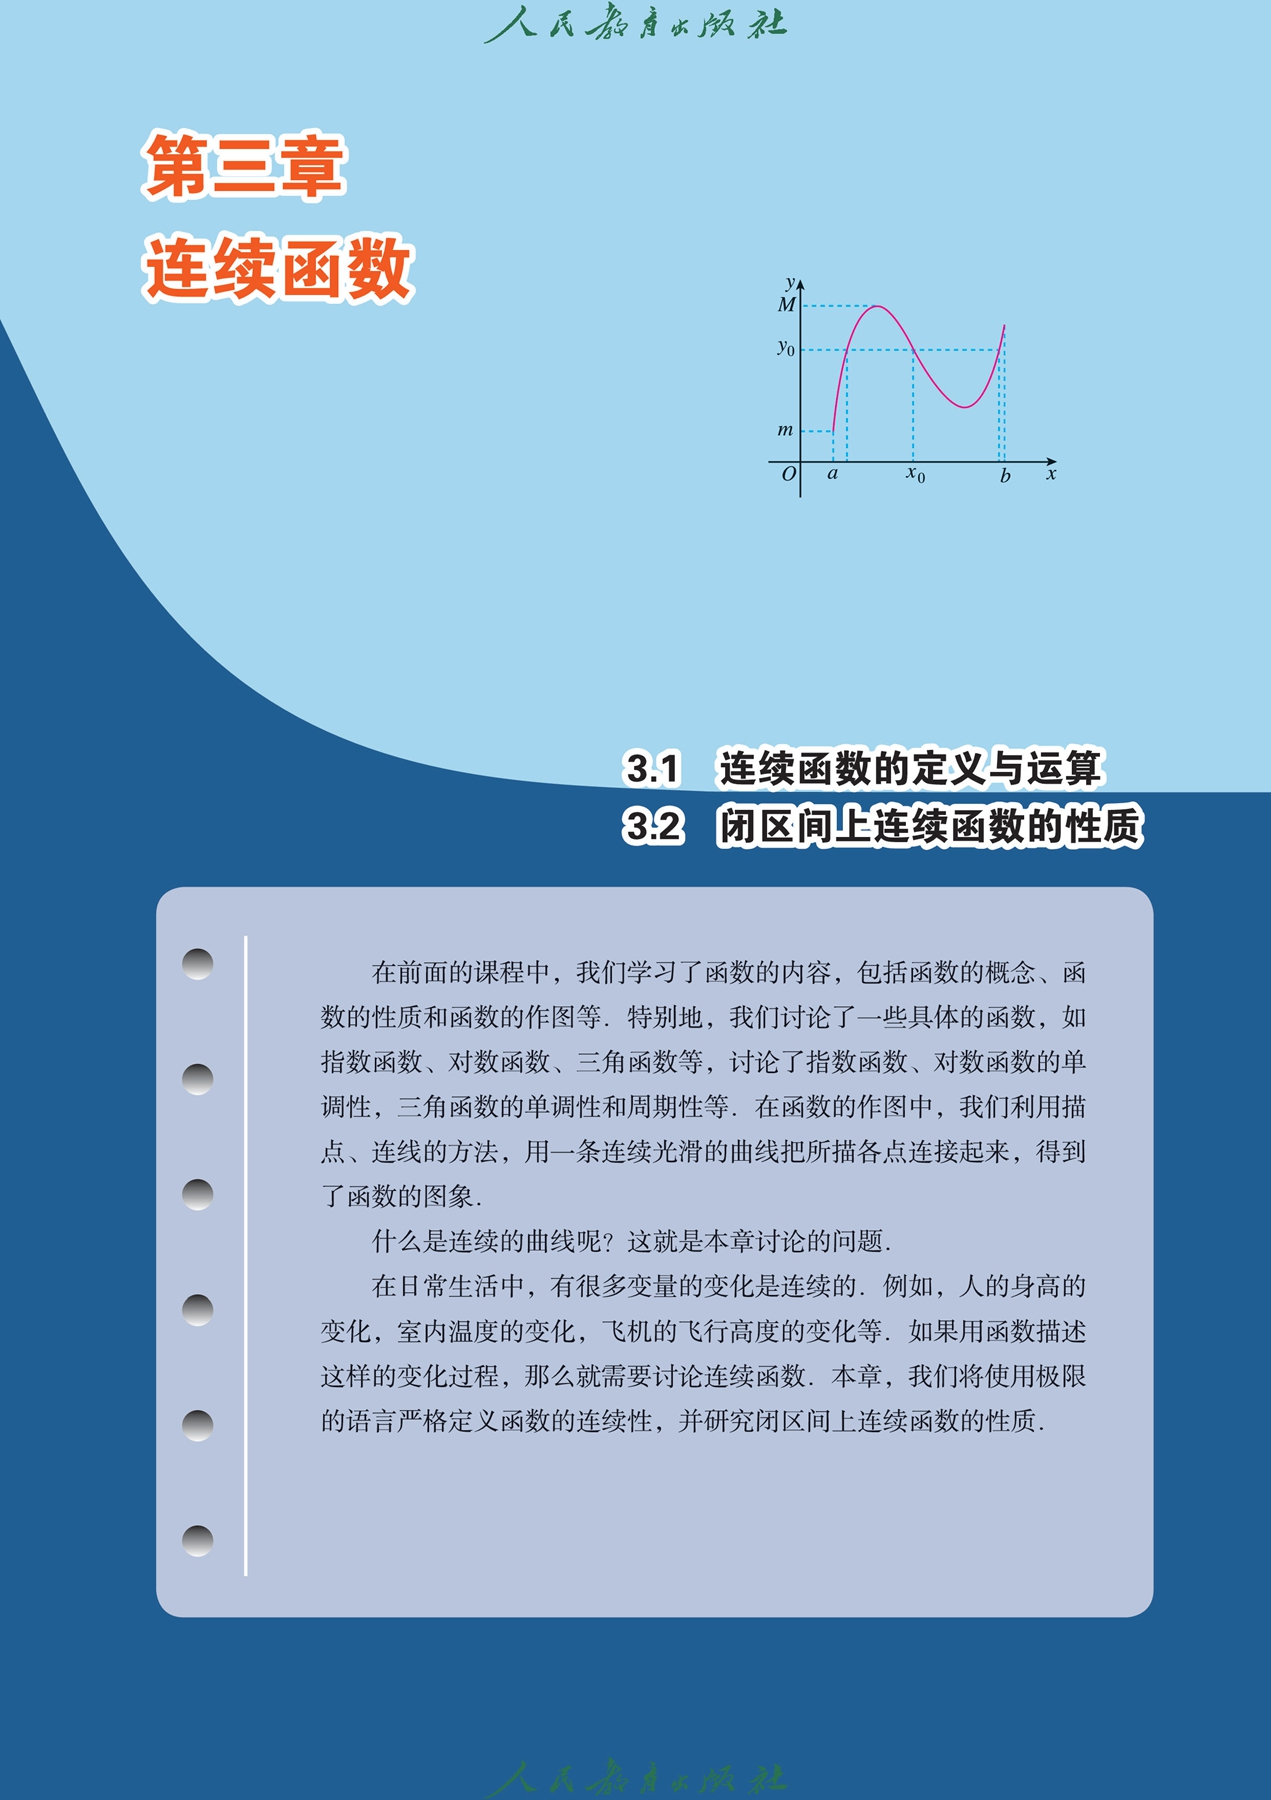 人民教育出版社
第三章
连续函数
y
M
y0
m
O a x0 b x
3.1 连续函数的定义与运算
3.2 闭区间上连续函数的性质
在前面的课程中，我们学习了函数的内容，包括函数的概念、函
数的性质和函数的作图等．特别地，我们讨论了一些具体的函数，如
指数函数、对数函数、三角函数等，讨论了指数函数、对数函数的单
调性，三角函数的单调性和周期性等．在函数的作图中，我们利用描
点、连线的方法，用一条连续光滑的曲线把所描各点连接起来，得到
了函数的图象．
什么是连续的曲线呢？这就是本章讨论的问题．
在日常生活中，有很多变量的变化是连续的．例如，人的身高的
变化，室内温度的变化，飞机的飞行高度的变化等．如果用函数描述
这样的变化过程，那么就需要讨论连续函数．本章，我们将使用极限
的语言严格定义函数的连续性，并研究闭区间上连续函数的性质．
人民教育出版社